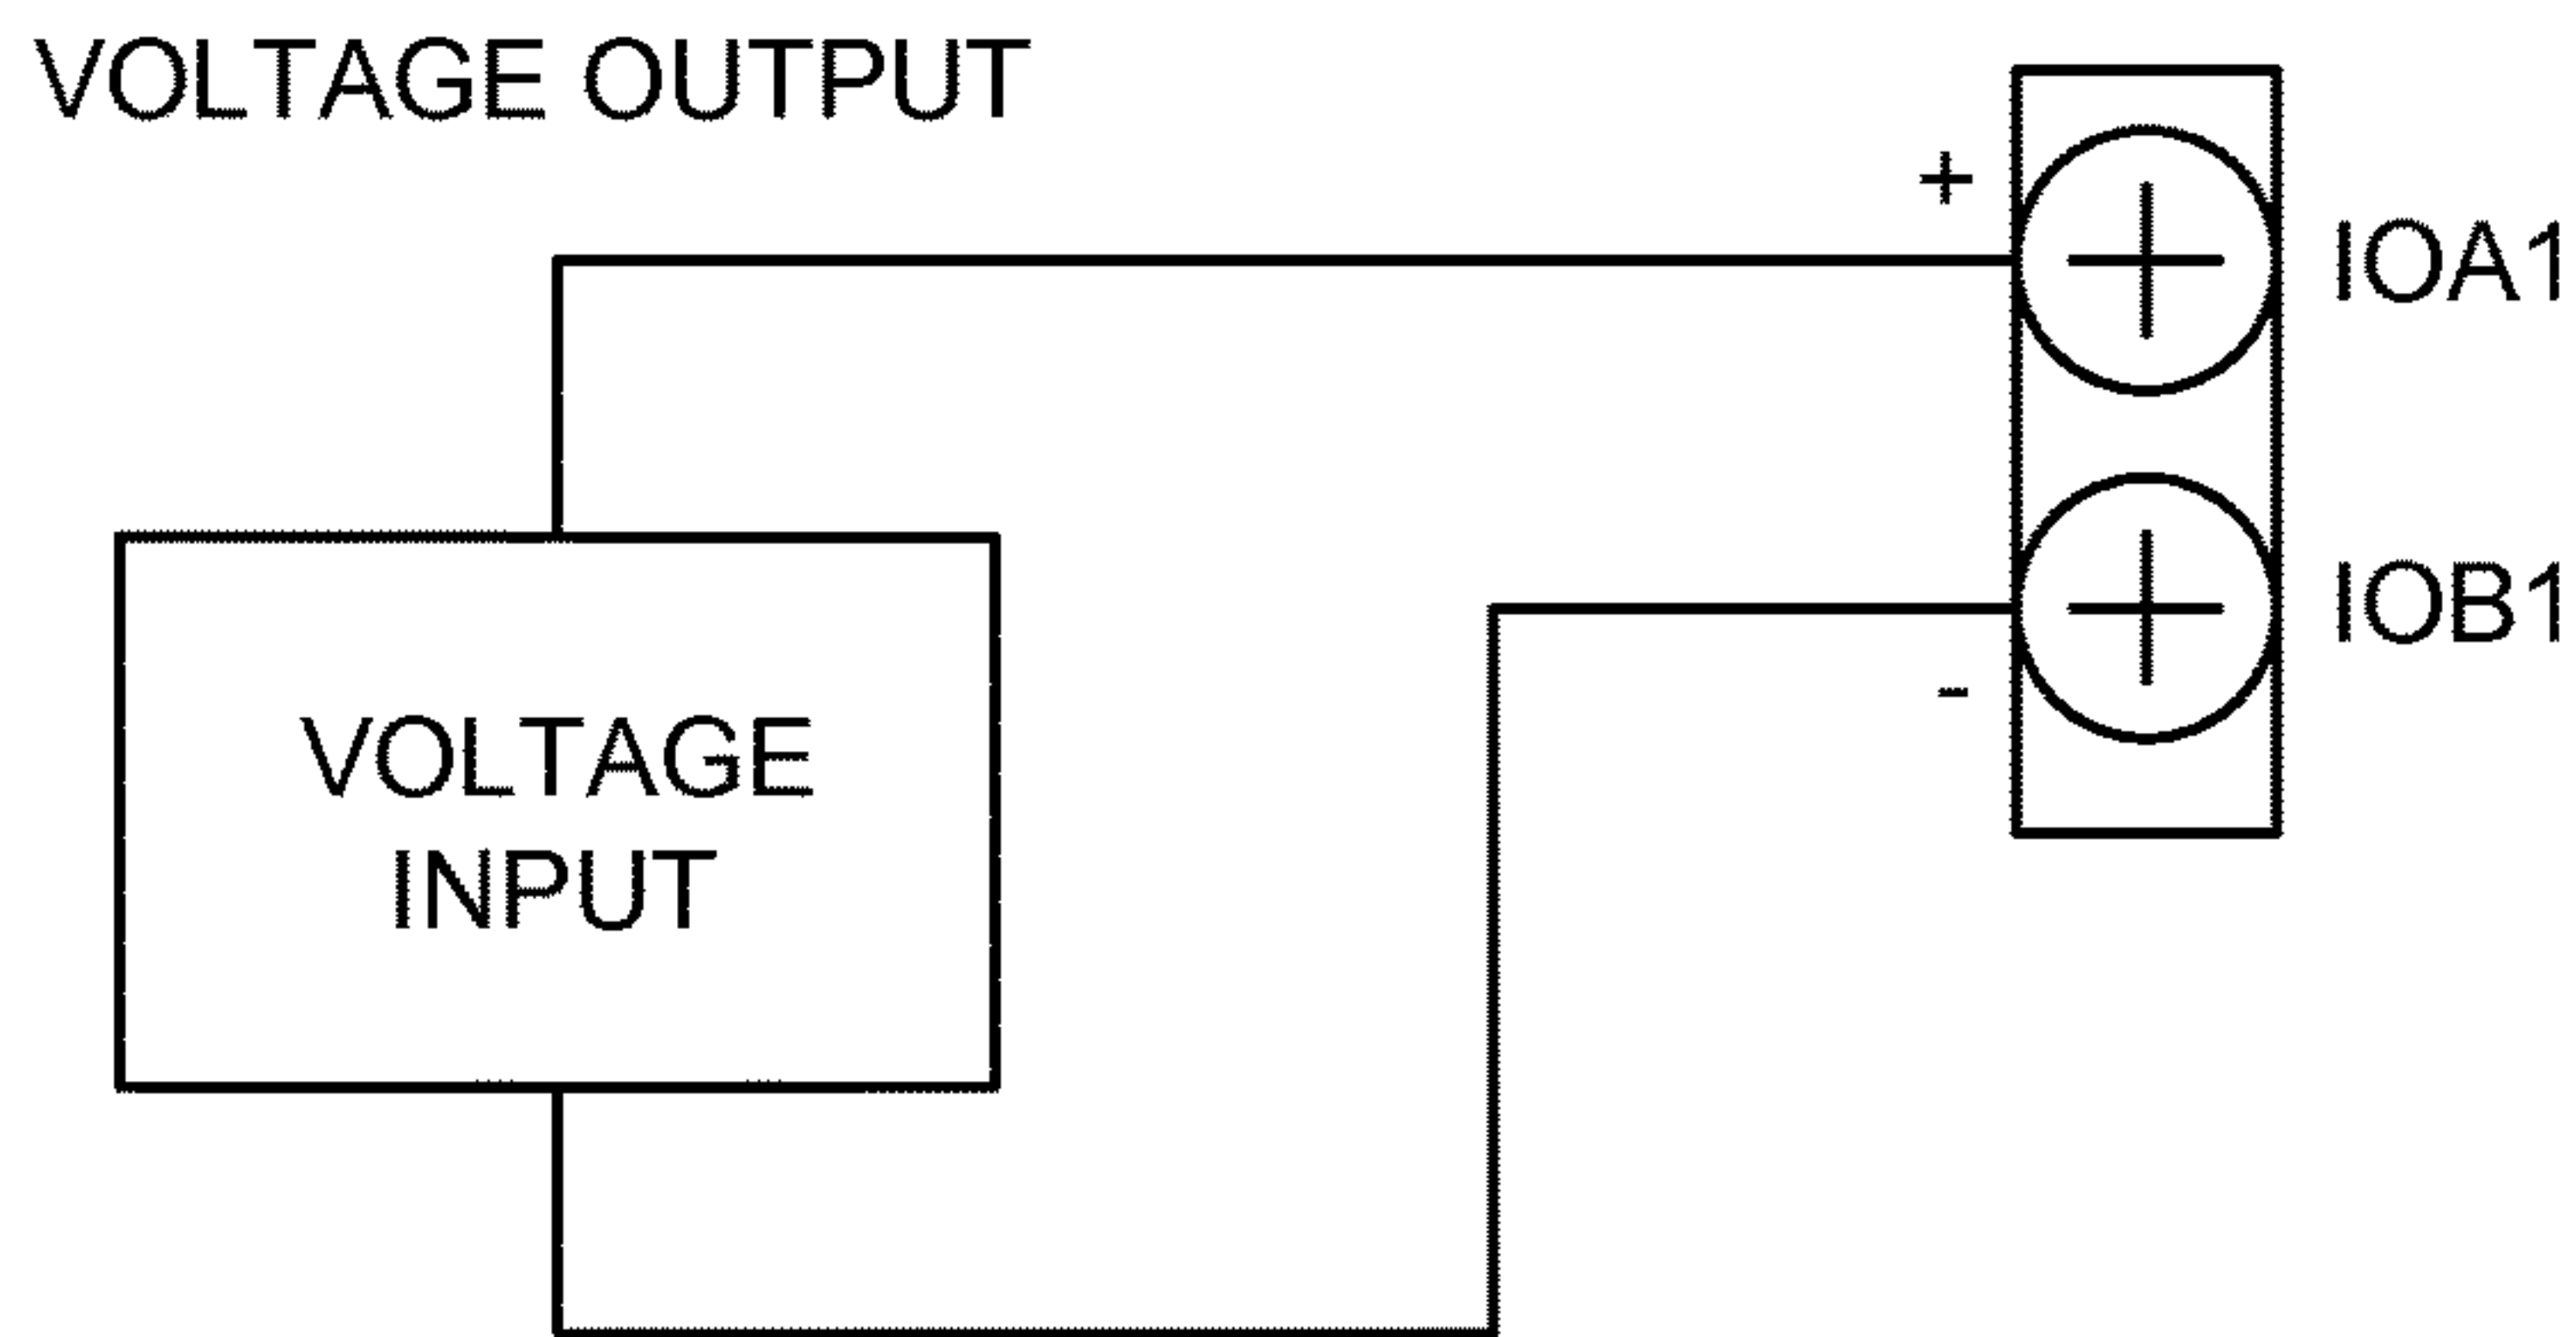 VOLTAGE OUTPUT
+
IOA1
IOB1
-
VOLTAGE
INPUT